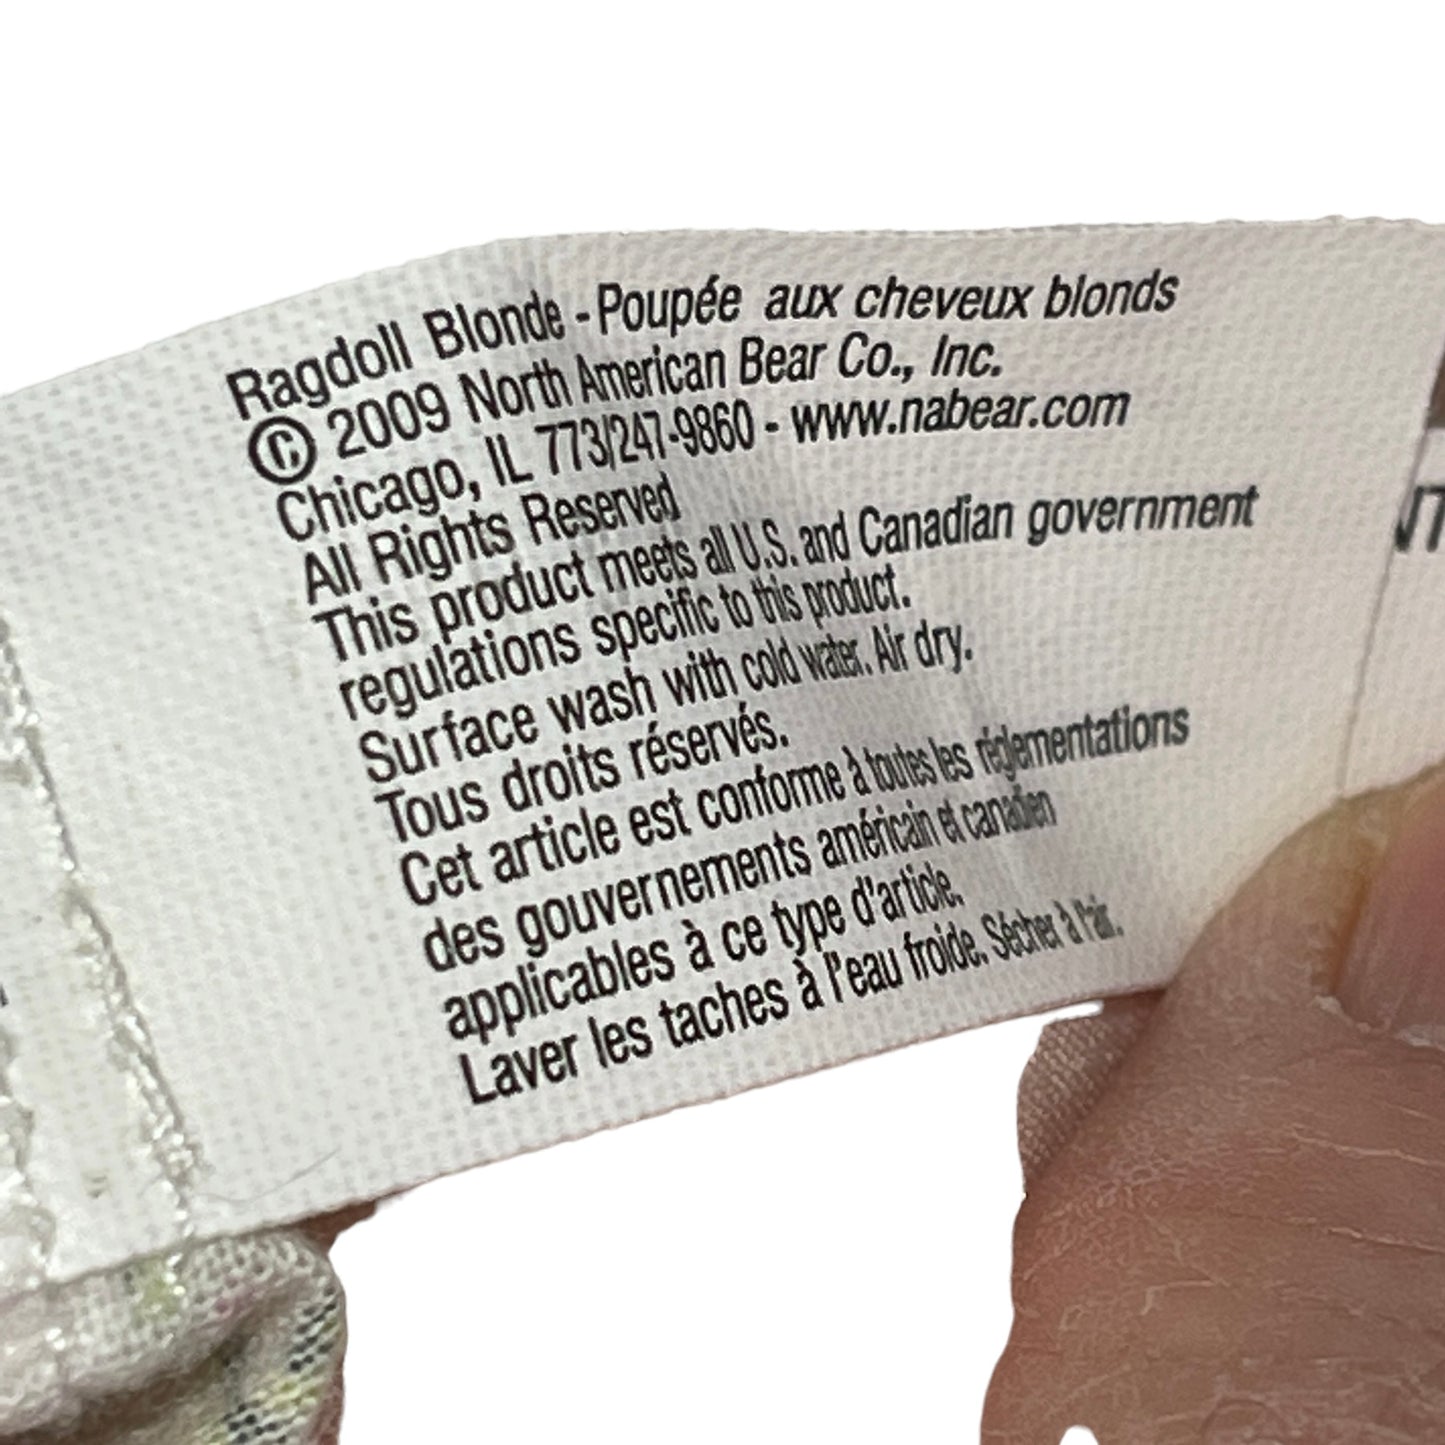 Ragdoll Blonde - Poupée aux cheveux blonds
© 2009 North American Bear Co., Inc.
Chicago, IL 773/247-9860 - www.nabear.com
All Rights Reserved
This product meets all U.S. and Canadian government
regulations specific to this product.
Surface wash with cold water. Air dry.
Tous droits réservés.
Cet article est conforme à toutes les réglementations
des gouvernements américain et canadien
applicables à ce type d'article.
Laver les taches à l'eau froide. Sécher à l'air.